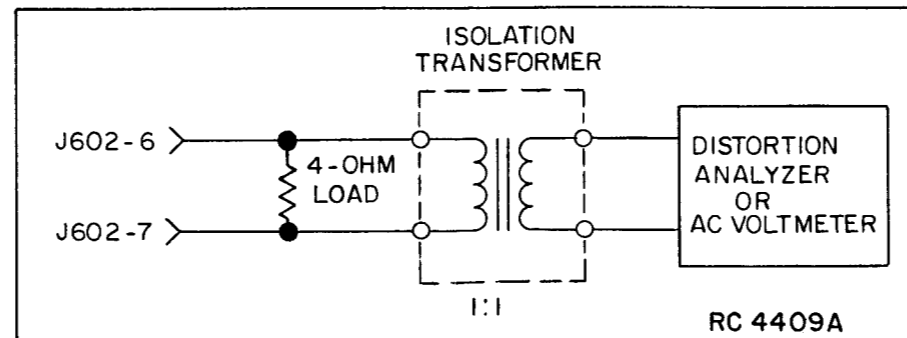 ISOLATION
TRANSFORMER
J602-6
4-OHM
LOAD
J602-7
DISTORTION
ANALYZER
OR
AC VOLTMETER
1:1
RC 4409A